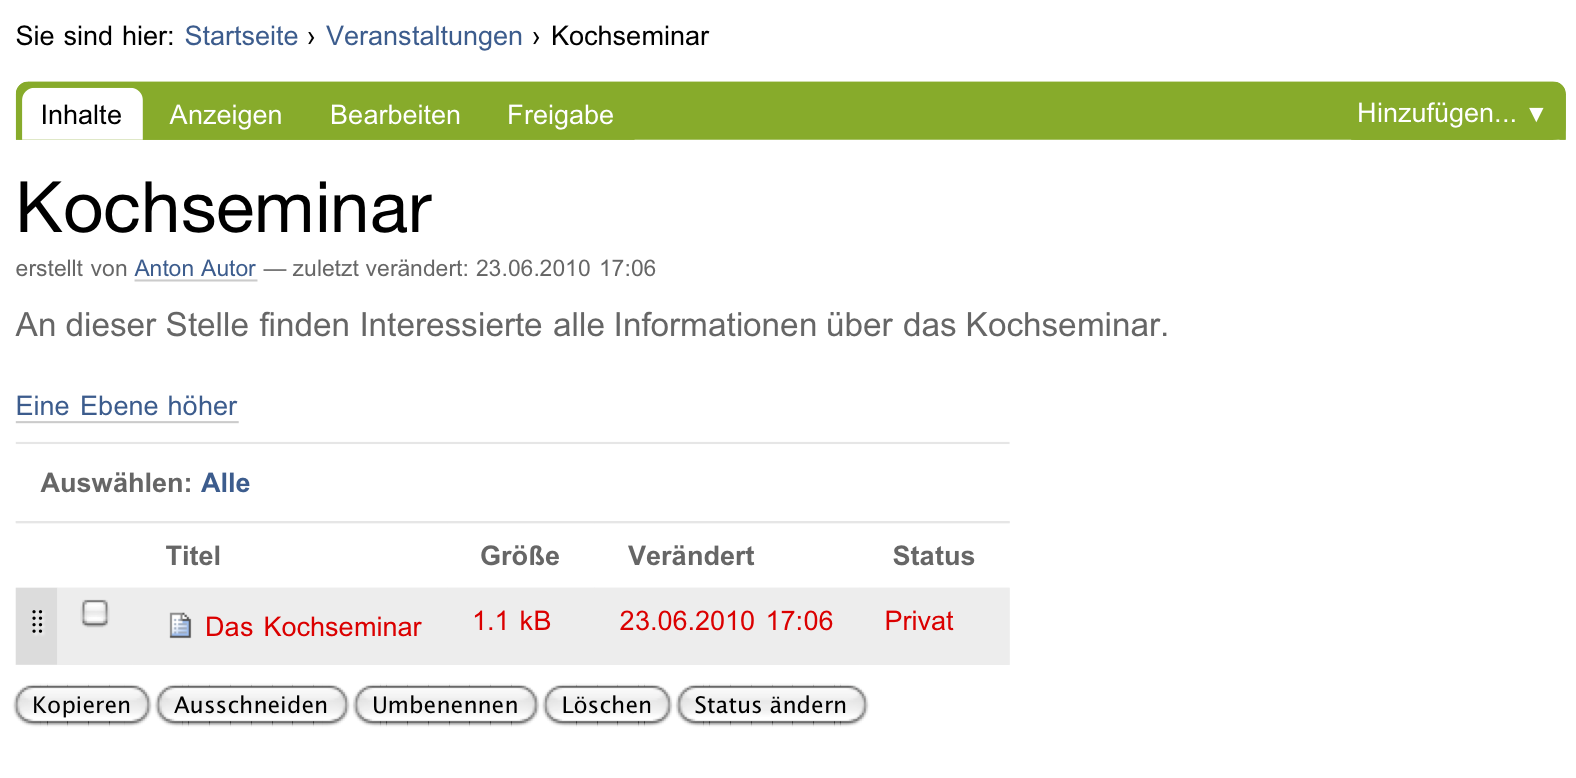 Sie sind hier: Startseite › Veranstaltungen › Kochseminar
Inhalte Anzeigen Bearbeiten Freigabe Hinzufügen... ▼
Kochseminar
erstellt von Anton Autor — zuletzt verändert: 23.06.2010 17:06
An dieser Stelle finden Interessierte alle Informationen über das Kochseminar.
Eine Ebene höher
Auswählen: Alle
Titel Größe Verändert Status
Das Kochseminar 1.1 kB 23.06.2010 17:06 Privat
Kopieren Ausschneiden Umbenennen Löschen Status ändern